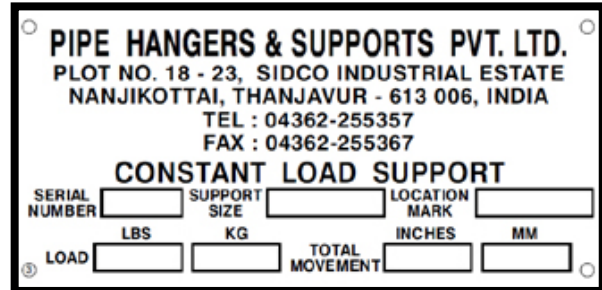 PIPE HANGERS & SUPPORTS PVT. LTD.
PLOT NO. 18 - 23, SIDCO INDUSTRIAL ESTATE
NANJIKOTTAI, THANJAVUR - 613 006, INDIA
TEL : 04362-255357
FAX : 04362-255367
CONSTANT LOAD SUPPORT
SERIAL NUMBER SUPPORT SIZE LOCATION MARK
LBS KG INCHES MM
LOAD TOTAL MOVEMENT
3